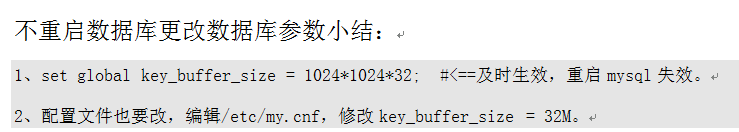 不重启数据库更改数据库参数小结：
1、set global key_buffer_size = 1024*1024*32;  #<==及时生效，重启mysql失效。
2、配置文件也要改，编辑/etc/my.cnf，修改key_buffer_size = 32M。